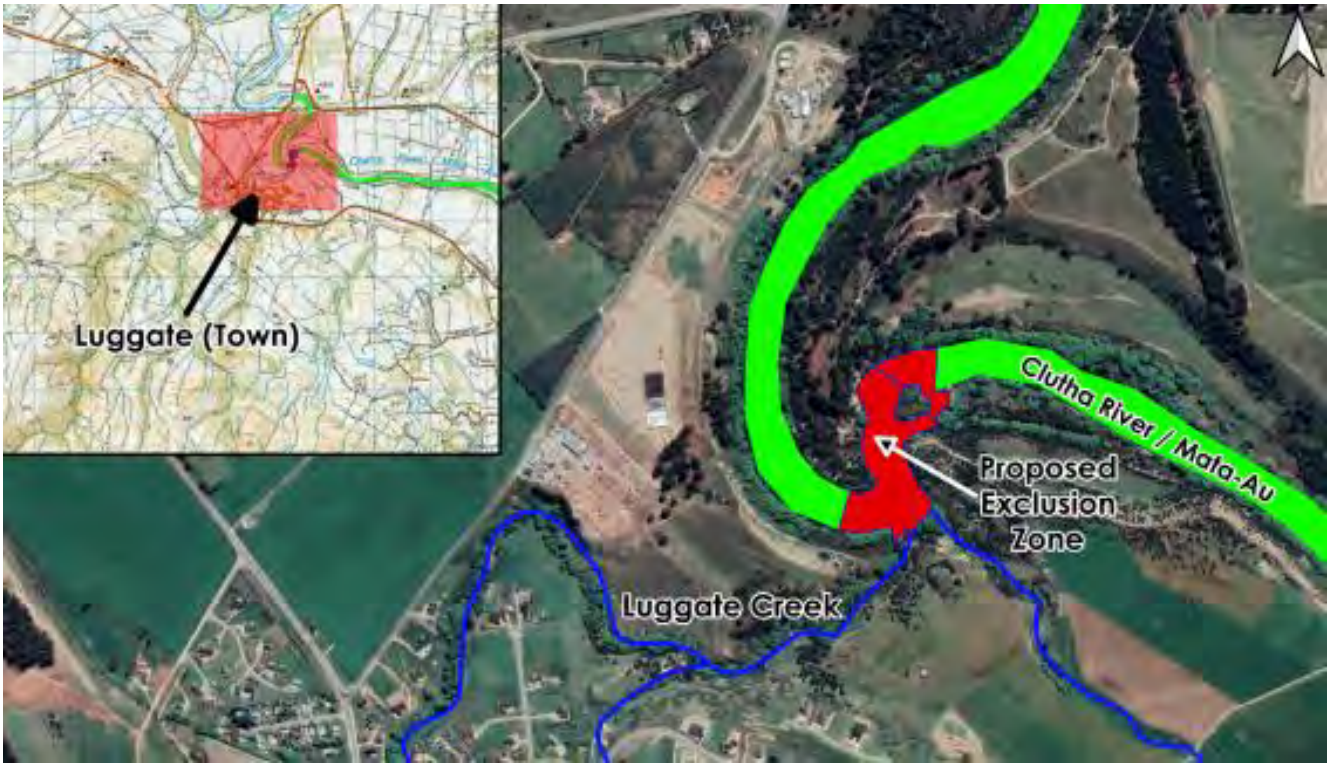 Luggate (Town)
Clutha River / Mata-Au
Proposed
Exclusion
Zone
Luggate Creek